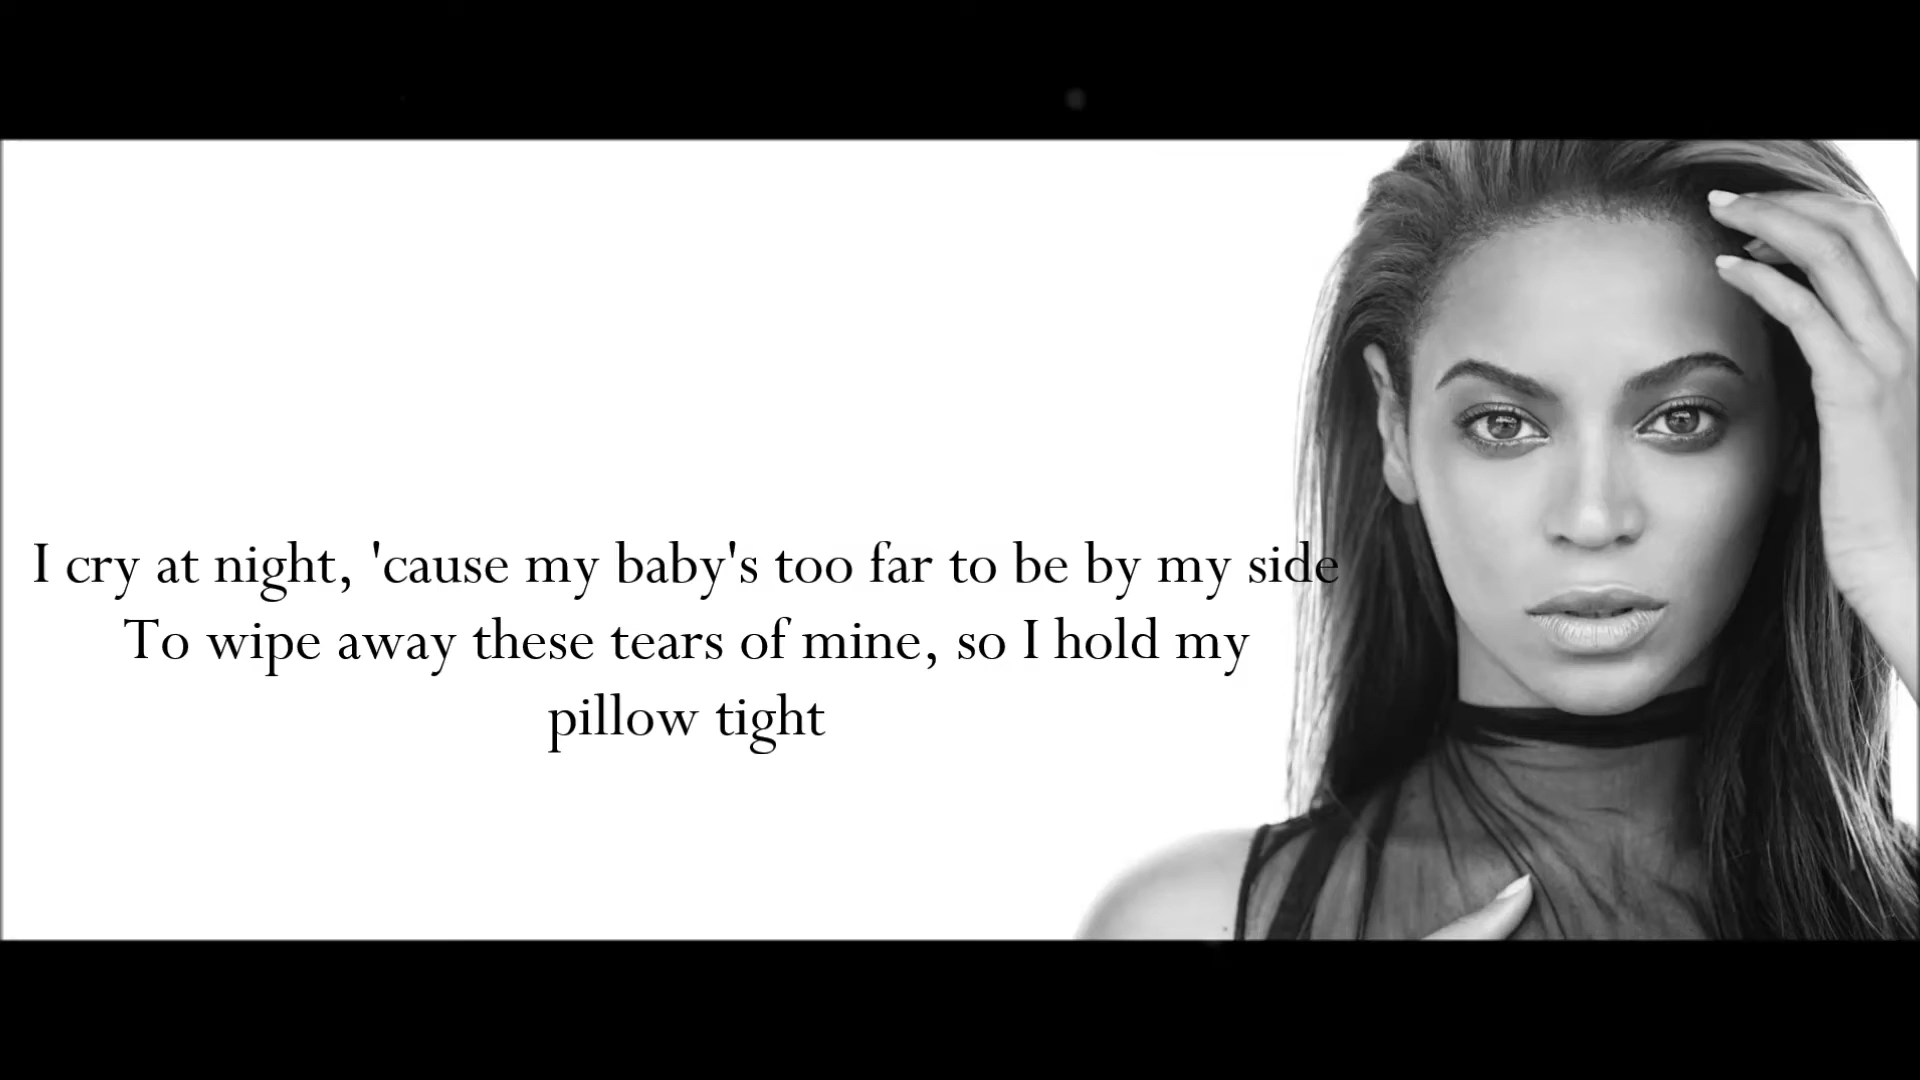 I cry at night, 'cause my baby's too far to be by my side
To wipe away these tears of mine, so I hold my
pillow tight